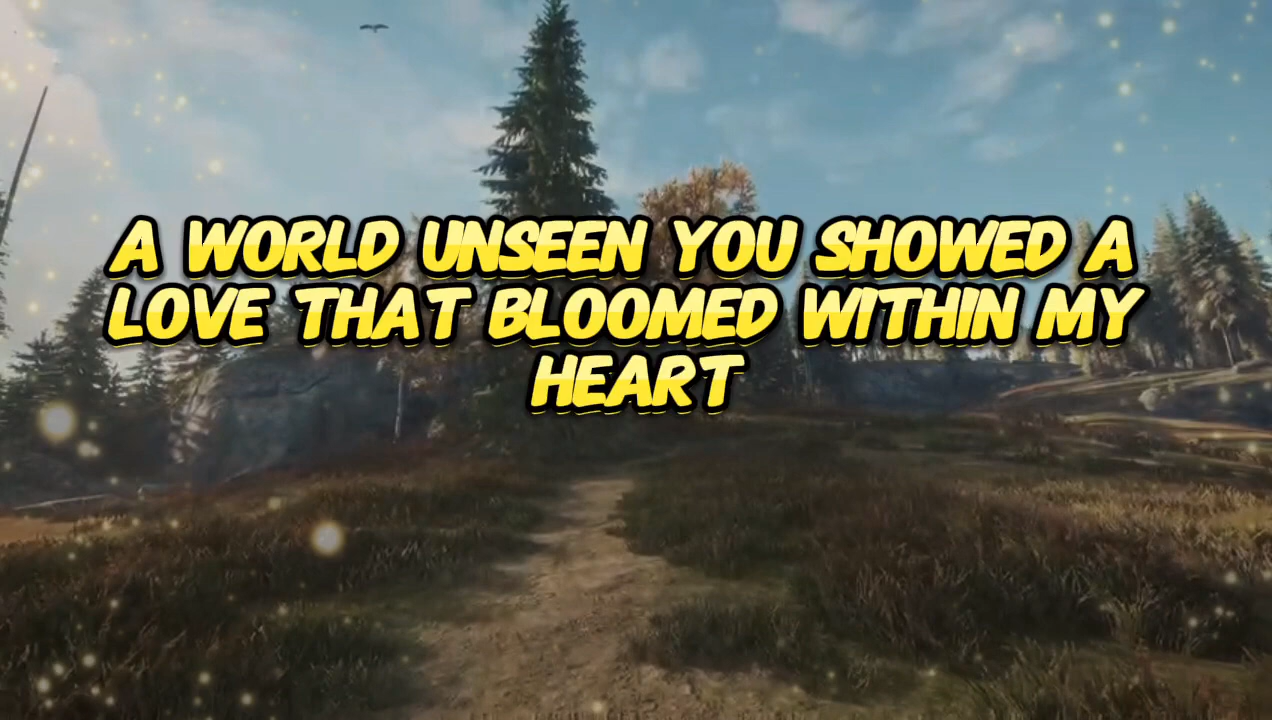 A WORLD UNSEEN YOU SHOWED A
LOVE THAT BLOOMED WITHIN MY
HEART